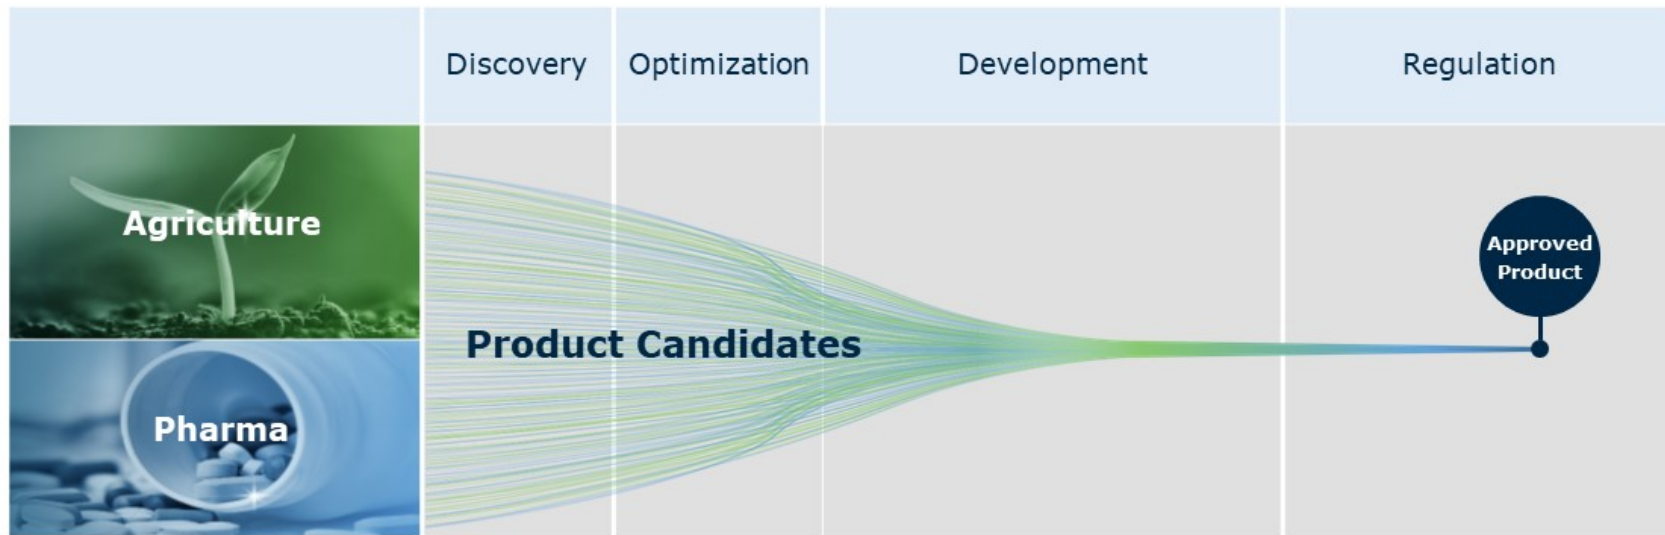 Discovery
Optimization
Development
Regulation
Agriculture
Approved
Product
Product Candidates
Pharma